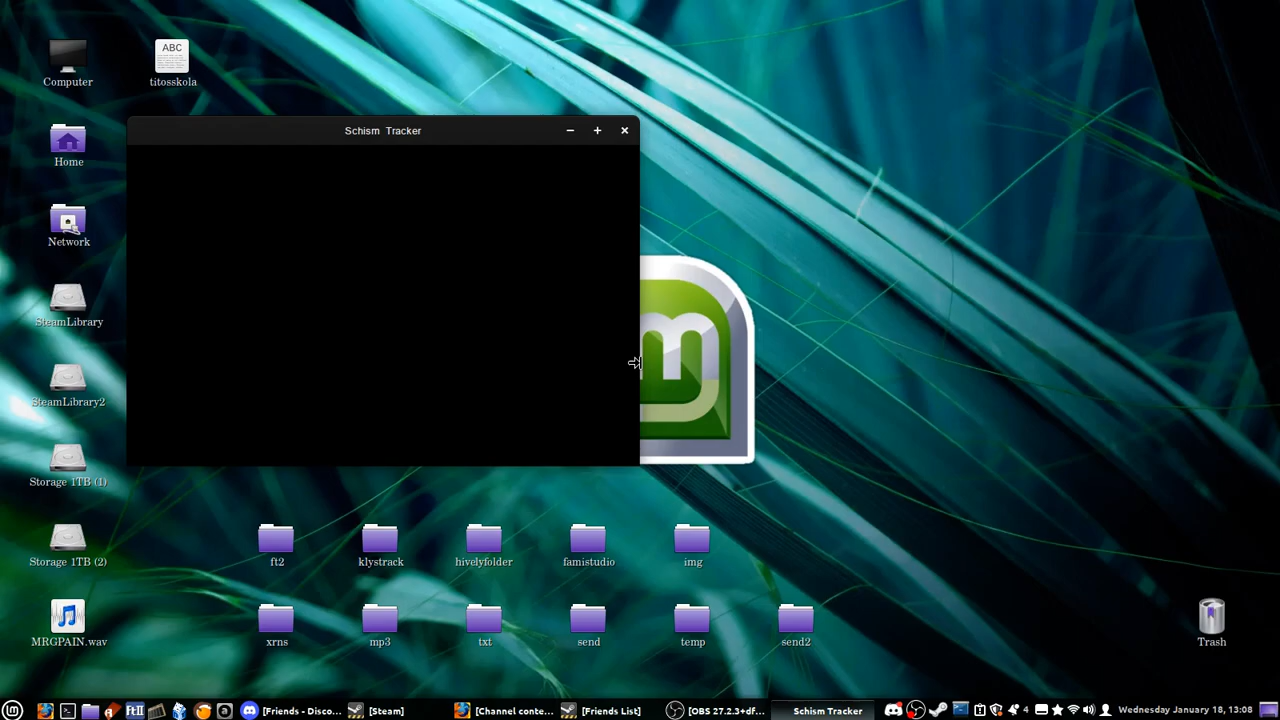 Computer
ABC
titosskola
Schism Tracker
Home
Network
SteamLibrary
SteamLibrary2
Storage 1TB (1)
Storage 1TB (2)
ft2
klystrack
hivelyfolder
famistudio
img
MRGPAIN.wav
xrns
mp3
txt
send
temp
send2
Trash
FtII
[Friends - Disco...
[Steam]
[Channel conte...
[Friends List]
[OBS 27.2.3+df...
Schism Tracker
4
Wednesday January 18, 13:08